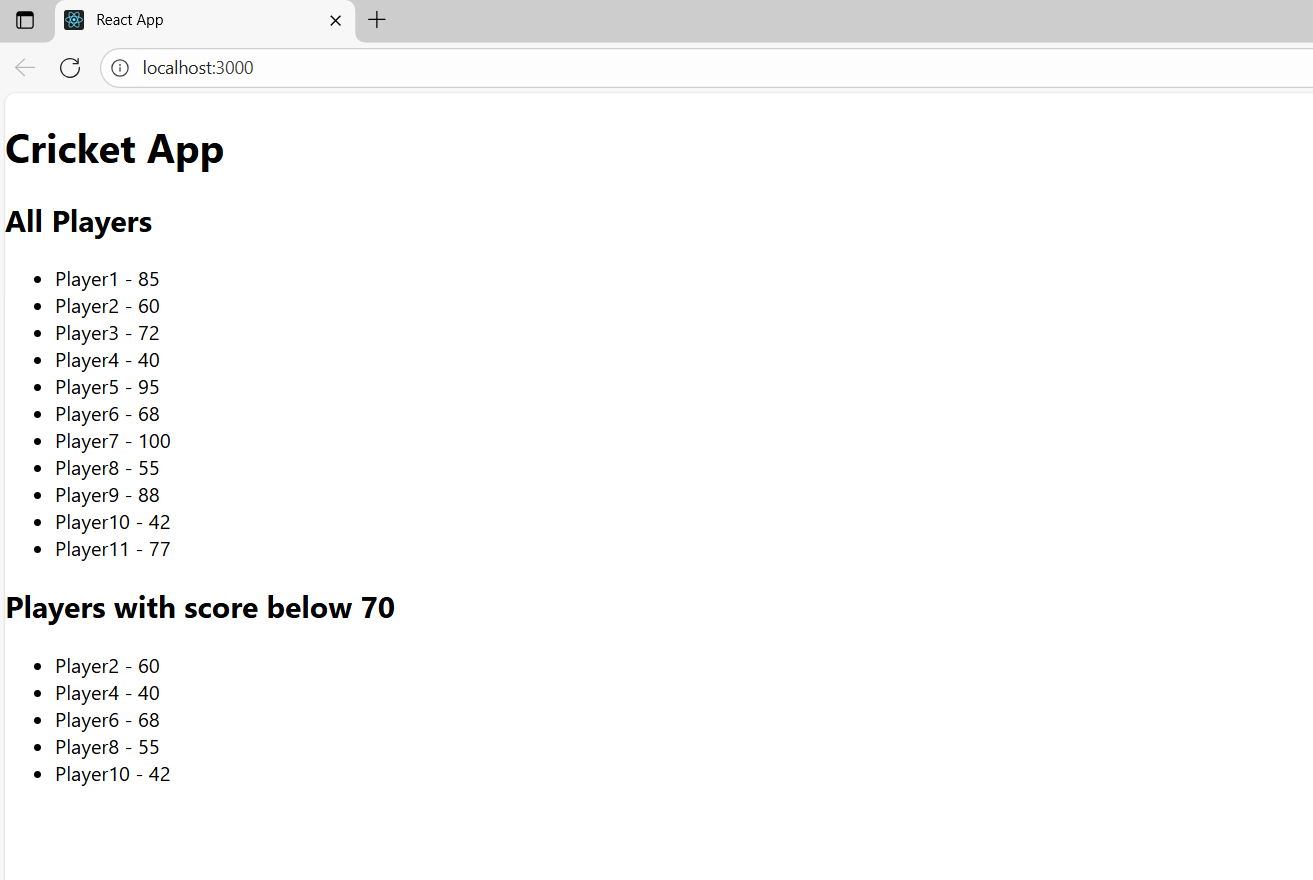 React App
localhost:3000
Cricket App
All Players
Player1 - 85
Player2 - 60
Player3 - 72
Player4 - 40
Player5 - 95
Player6 - 68
Player7 - 100
Player8 - 55
Player9 - 88
Player10 - 42
Player11 - 77
Players with score below 70
Player2 - 60
Player4 - 40
Player6 - 68
Player8 - 55
Player10 - 42